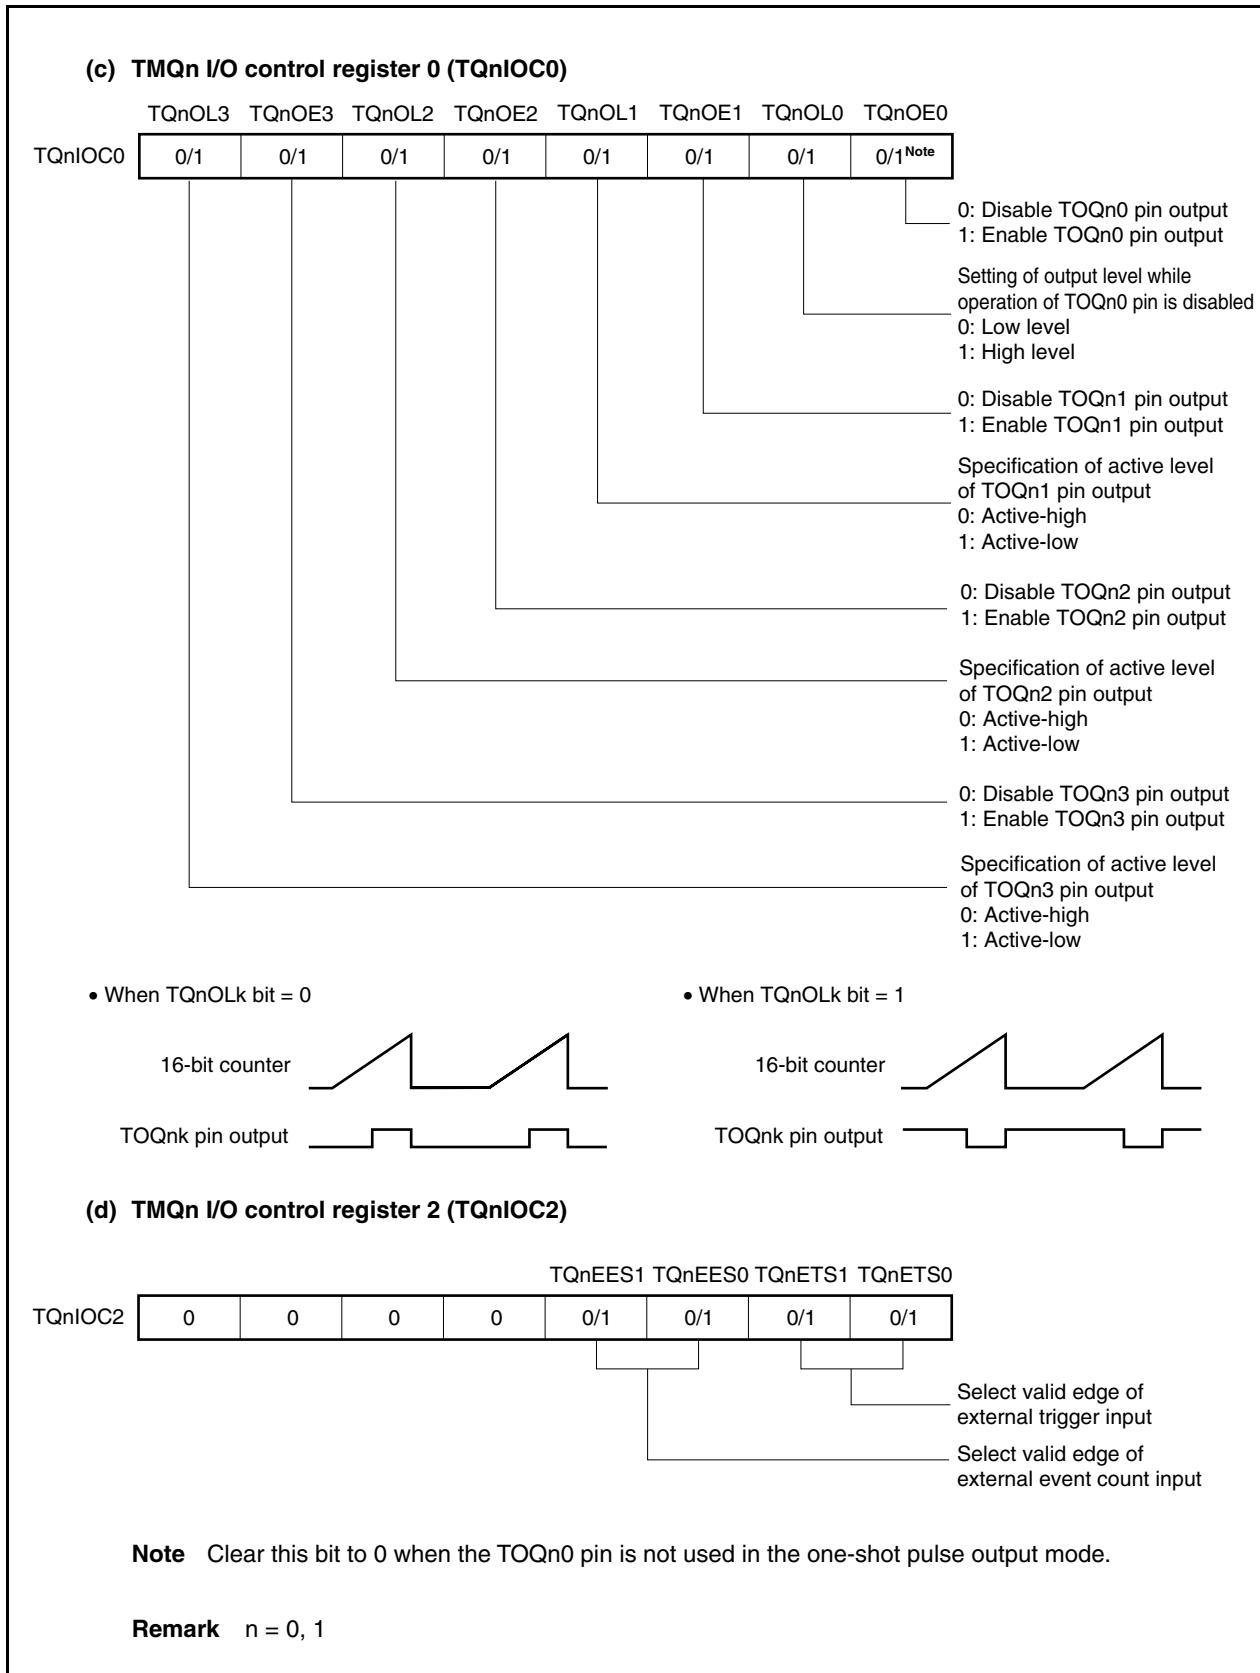 (c) TMQn I/O control register 0 (TQnIOC0)
TQnOL3 TQnOE3 TQnOL2 TQnOE2 TQnOL1 TQnOE1 TQnOL0 TQnOE0
TQnIOC0 0/1 0/1 0/1 0/1 0/1 0/1 0/1 0/1Note
0: Disable TOQn0 pin output
1: Enable TOQn0 pin output
Setting of output level while
operation of TOQn0 pin is disabled
0: Low level
1: High level
0: Disable TOQn1 pin output
1: Enable TOQn1 pin output
Specification of active level
of TOQn1 pin output
0: Active-high
1: Active-low
0: Disable TOQn2 pin output
1: Enable TOQn2 pin output
Specification of active level
of TOQn2 pin output
0: Active-high
1: Active-low
0: Disable TOQn3 pin output
1: Enable TOQn3 pin output
Specification of active level
of TOQn3 pin output
0: Active-high
1: Active-low
• When TQnOLk bit = 0
16-bit counter
TOQnk pin output
• When TQnOLk bit = 1
16-bit counter
TOQnk pin output
(d) TMQn I/O control register 2 (TQnIOC2)
TQnEES1 TQnEES0 TQnETS1 TQnETS0
TQnIOC2 0 0 0 0 0/1 0/1 0/1 0/1
Select valid edge of
external trigger input
Select valid edge of
external event count input
Note Clear this bit to 0 when the TOQn0 pin is not used in the one-shot pulse output mode.
Remark n = 0, 1